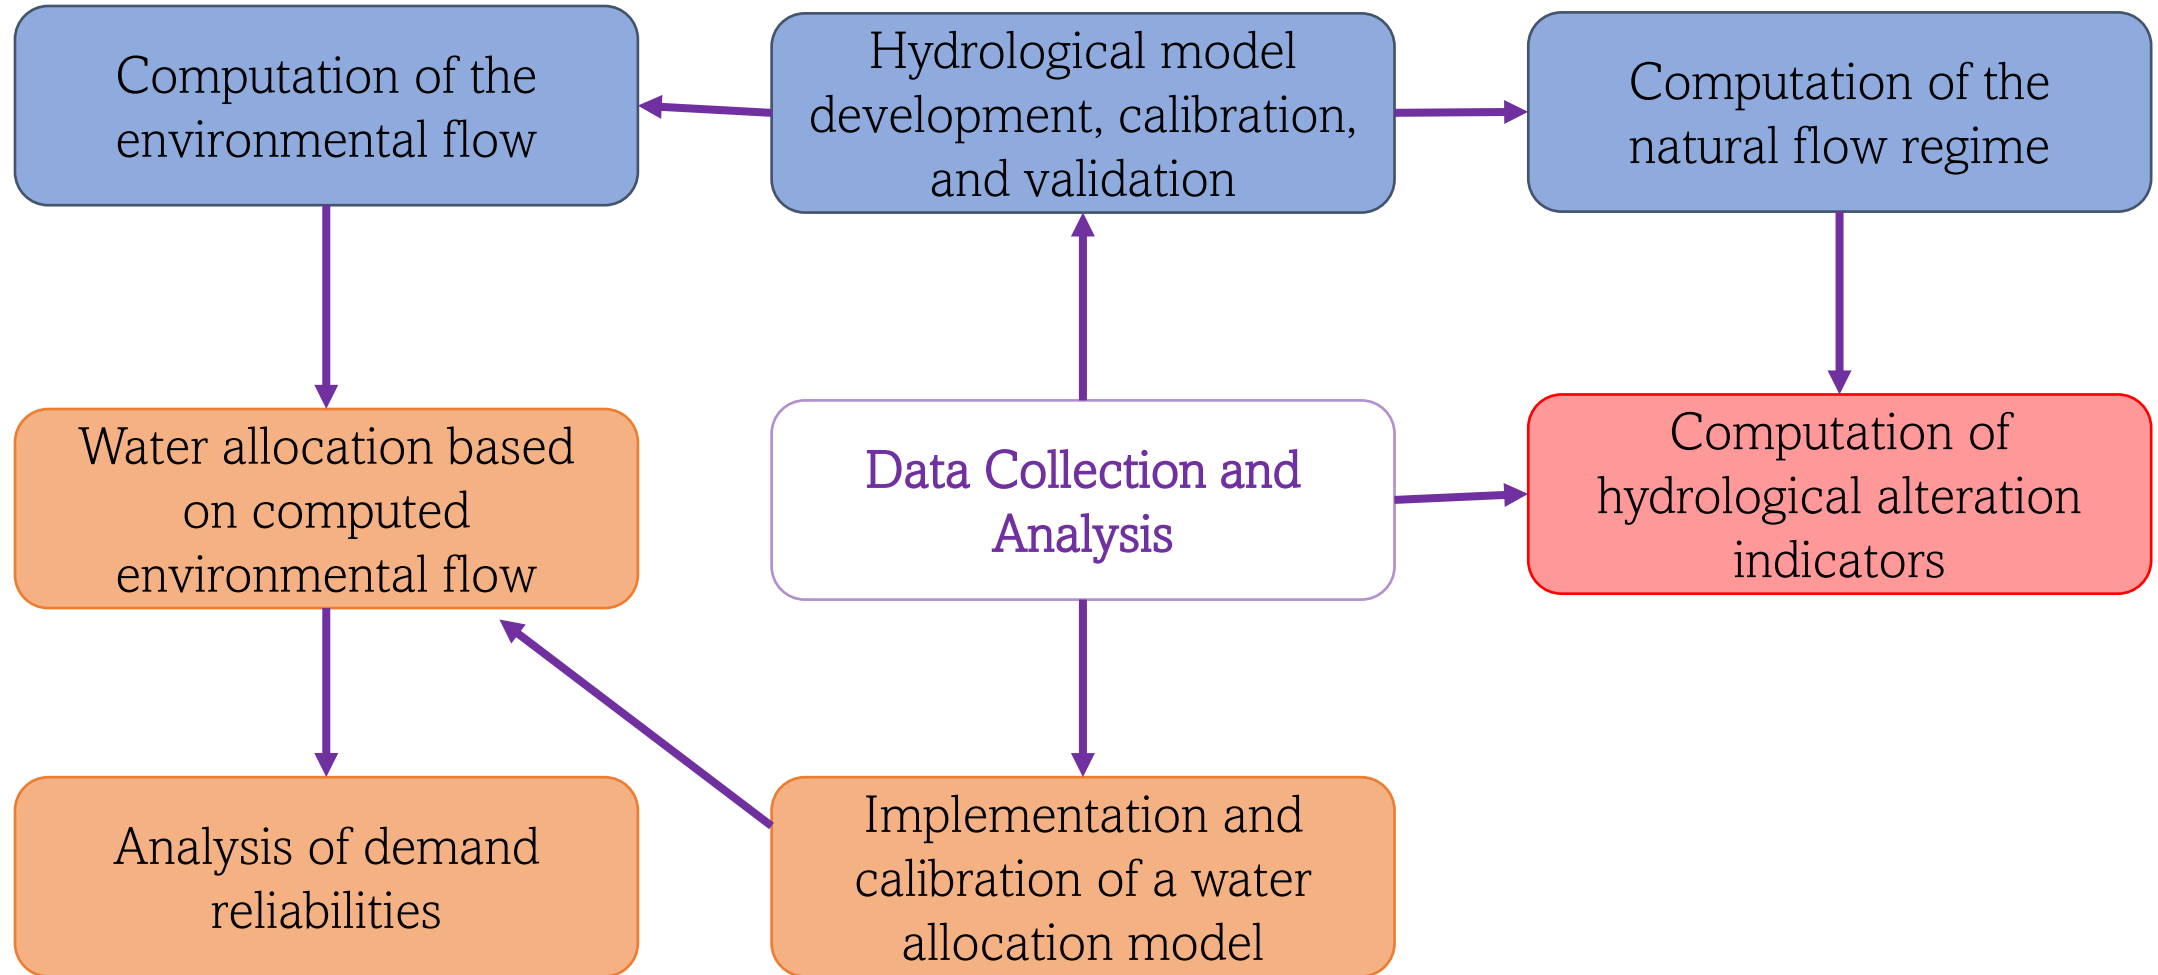 Computation of the
environmental flow
Hydrological model
development, calibration,
and validation
Computation of the
natural flow regime
Water allocation based
on computed
environmental flow
Data Collection and
Analysis
Computation of
hydrological alteration
indicators
Analysis of demand
reliabilities
Implementation and
calibration of a water
allocation model